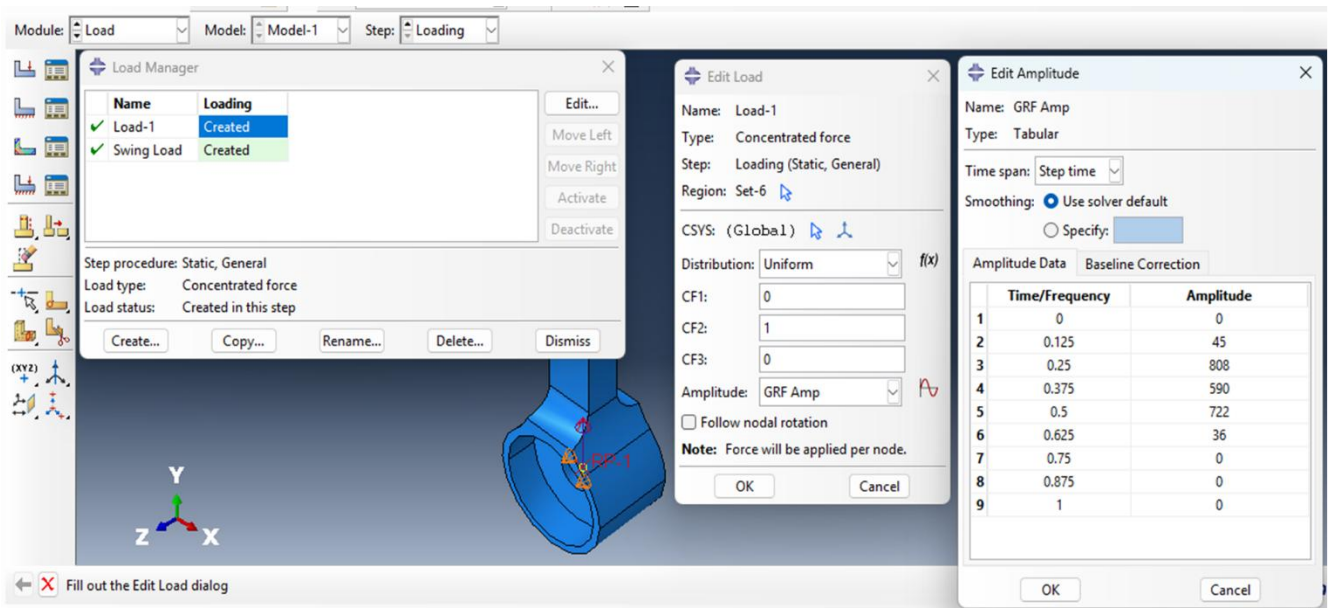 Module: Load Model: Model-1 Step: Loading
Load Manager
Name Loading
Load-1 Created
Swing Load Created
Edit...
Move Left
Move Right
Activate
Deactivate
Step procedure: Static, General
Load type: Concentrated force
Load status: Created in this step
Create... Copy... Rename... Delete... Dismiss
(XYZ)
RP-1
Y
Z X
Edit Load
Name: Load-1
Type: Concentrated force
Step: Loading (Static, General)
Region: Set-6
CSYS: (Global)
Distribution: Uniform f(x)
CF1: 0
CF2: 1
CF3: 0
Amplitude: GRF Amp
Follow nodal rotation
Note: Force will be applied per node.
OK Cancel
Edit Amplitude
Name: GRF Amp
Type: Tabular
Time span: Step time
Smoothing: Use solver default
Specify:
Amplitude Data Baseline Correction
Time/Frequency Amplitude
1 0 0
2 0.125 45
3 0.25 808
4 0.375 590
5 0.5 722
6 0.625 36
7 0.75 0
8 0.875 0
9 1 0
OK Cancel
Fill out the Edit Load dialog